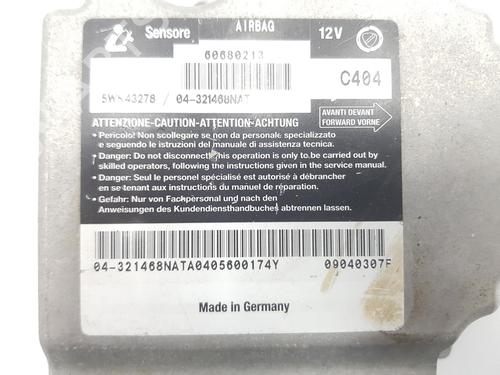 Sensore AIRBAG 12V
60680213
5WK43278 / 04-321468NAT
C404
ATTENZIONE-CAUTION-ATTENTION-ACHTUNG
AVANTI DEVANT
FORWARD VORNE
• Pericolo! Non scollegare se non da personale specializzato
e seguendo le istruzioni del manuale di assistenza tecnica.
• Danger: Do not disconnect: this operation is only to be carried out by
skilled operators, following the instructions given in the service manual.
• Danger: Seul le personel spécialisé est autorisé à débrancher
en se tenant aux instructions du manuel de réparation.
• Gefahr: Nur von Fachpersonal und nach den
Anweisungen des Kundendiensthandbuches abtrennen lassen.
04-321468NATA0405600174Y 09040307F
Made in Germany